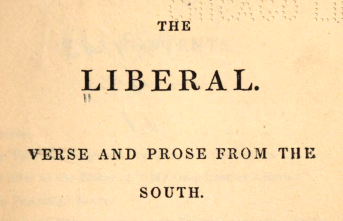 THE
LIBERAL.
VERSE AND PROSE FROM THE
SOUTH.